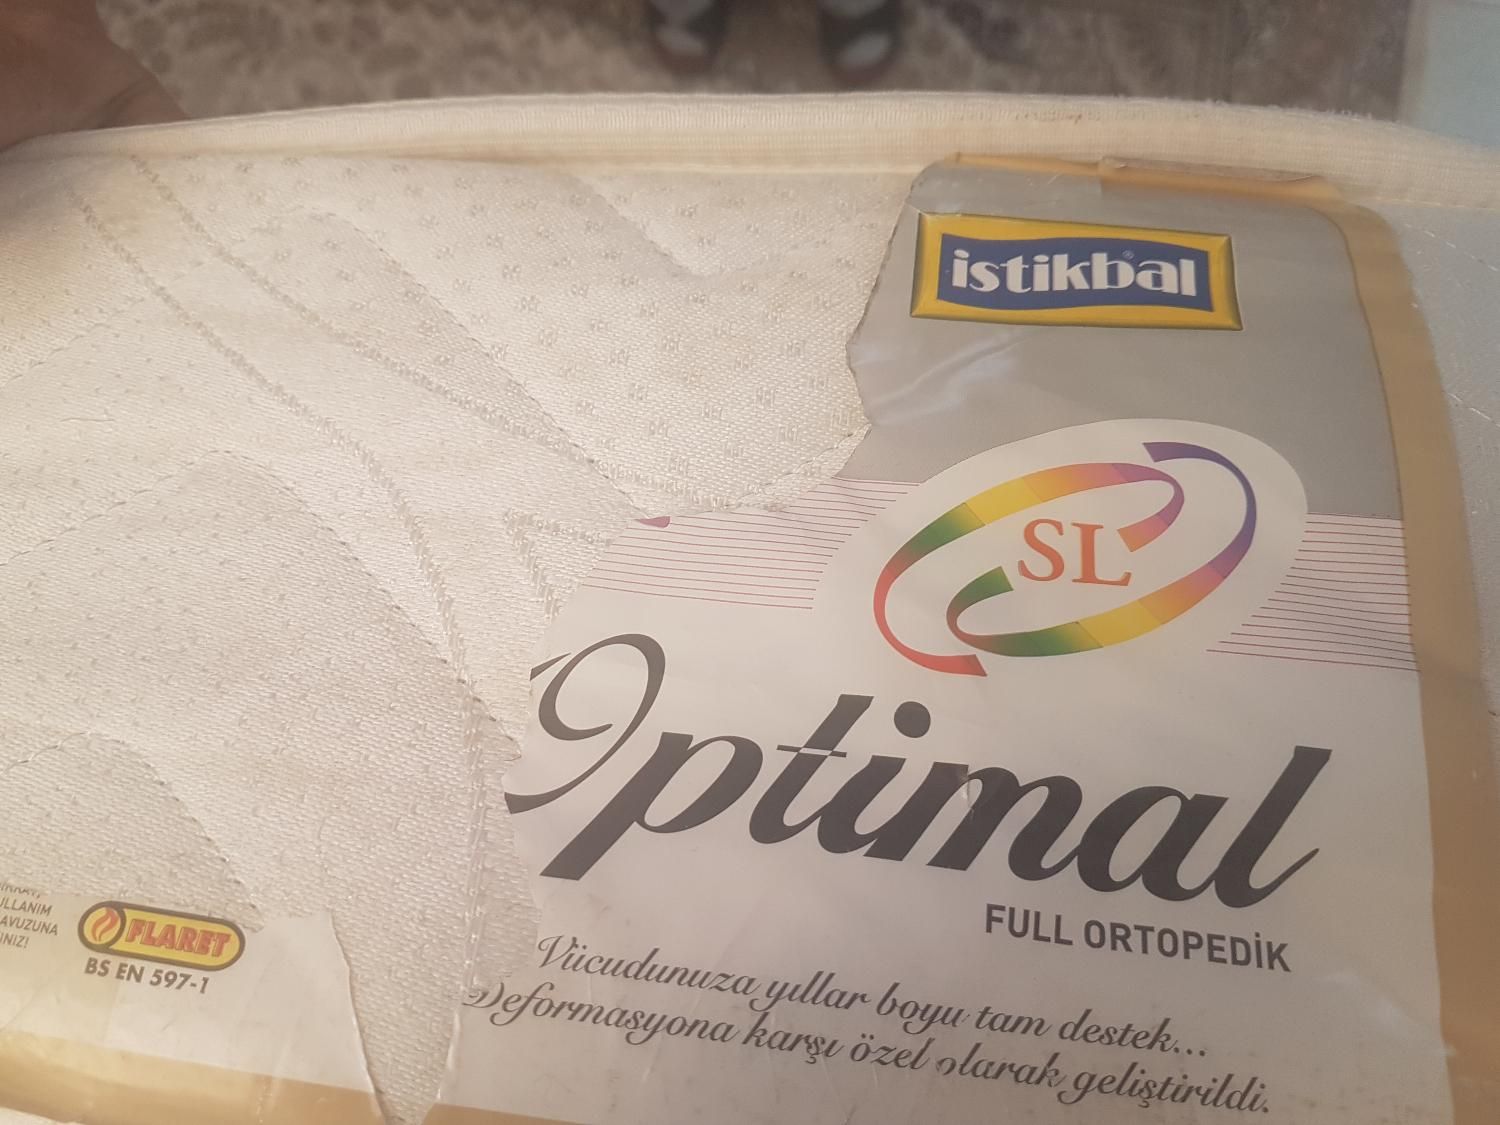 istikbal
SL
Optimal
FULL ORTOPEDİK
Vücudunuza yıllar boyu tam destek...
Deformasyona karşı özel olarak geliştirildi.
FLARET
BS EN 597-1